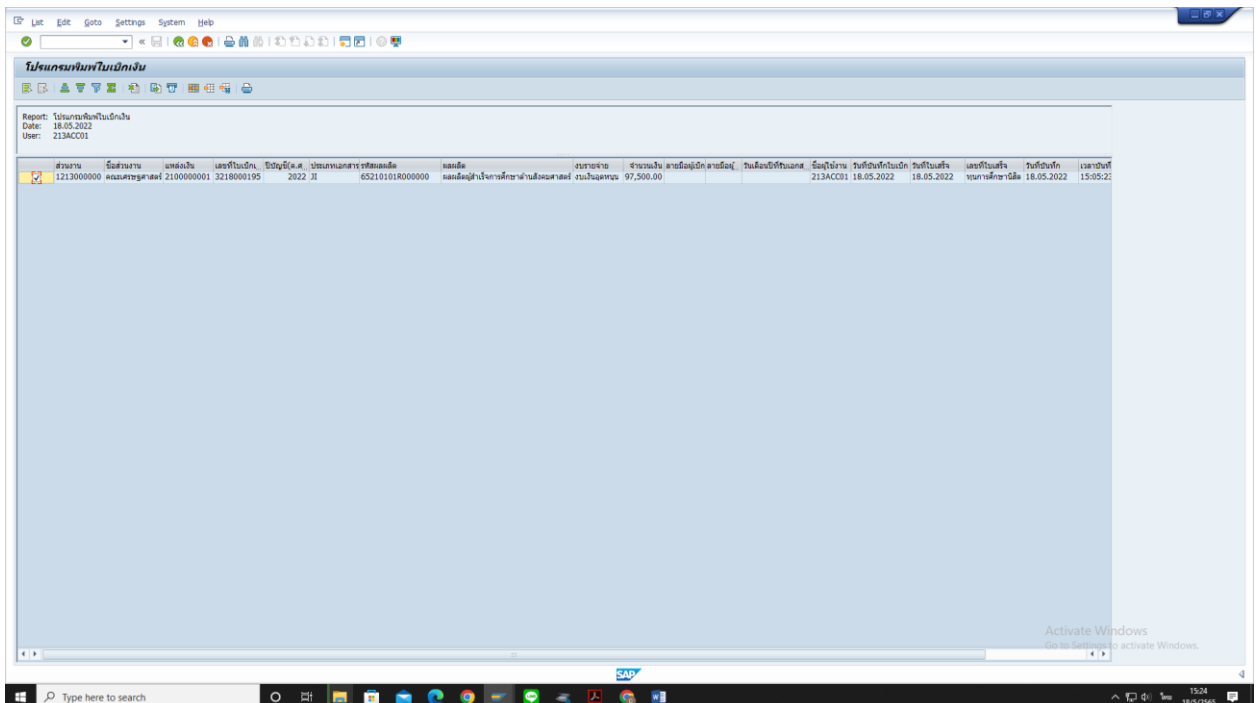 List Edit Goto Settings System Help
โปรแกรมพิมพ์ใบเบิกเงิน
Report: โปรแกรมพิมพ์ใบเบิกเงิน
Date: 18.05.2022
User: 213ACC01
ส่วนงาน ชื่อส่วนงาน แหล่งเงิน เลขที่ใบเบิกเ ปีบัญชี(ค.ศ. ประเภทเอกสาร รหัสผลผลิต ผลผลิต งบรายจ่าย จำนวนเงิน ลายมือผู้เบิก ลายมือผู้ วันเดือนปีที่รับเอกส ชื่อผู้ใช้งาน วันที่บันทึกใบเบิก วันที่ใบเสร็จ เลขที่ใบเสร็จ วันที่บันทึก เวลาบันที
1213000000 คณะเศรษฐศาสตร์ 2100000001 3218000195 2022 JI 65210101R000000 ผลผลิตผู้สำเร็จการศึกษาด้านสังคมศาสตร์ งบเงินอุดหนุน 97,500.00 213ACC01 18.05.2022 18.05.2022 ทุนการศึกษานิสิต 18.05.2022 15:05:23
Activate Windows
Go to Settings to activate Windows.
SAP
Type here to search
ไทย
15:24
18/5/2565